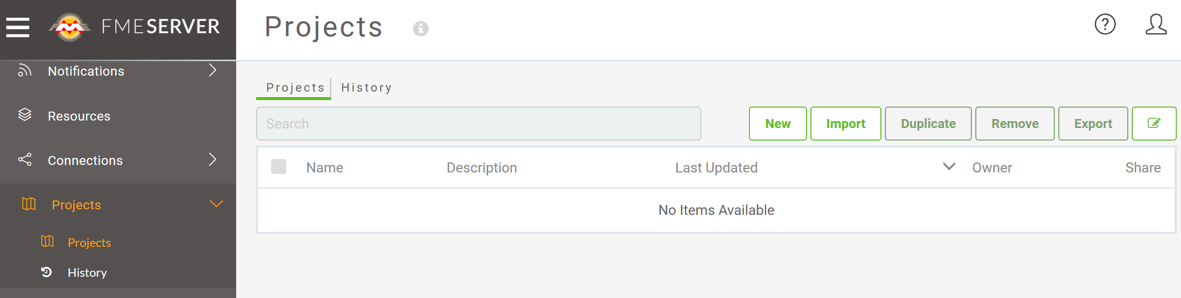 FMESERVER
Projects
Notifications
Resources
Connections
Projects
Projects
History
Projects History
Search
New Import Duplicate Remove Export
Name Description Last Updated Owner Share
No Items Available